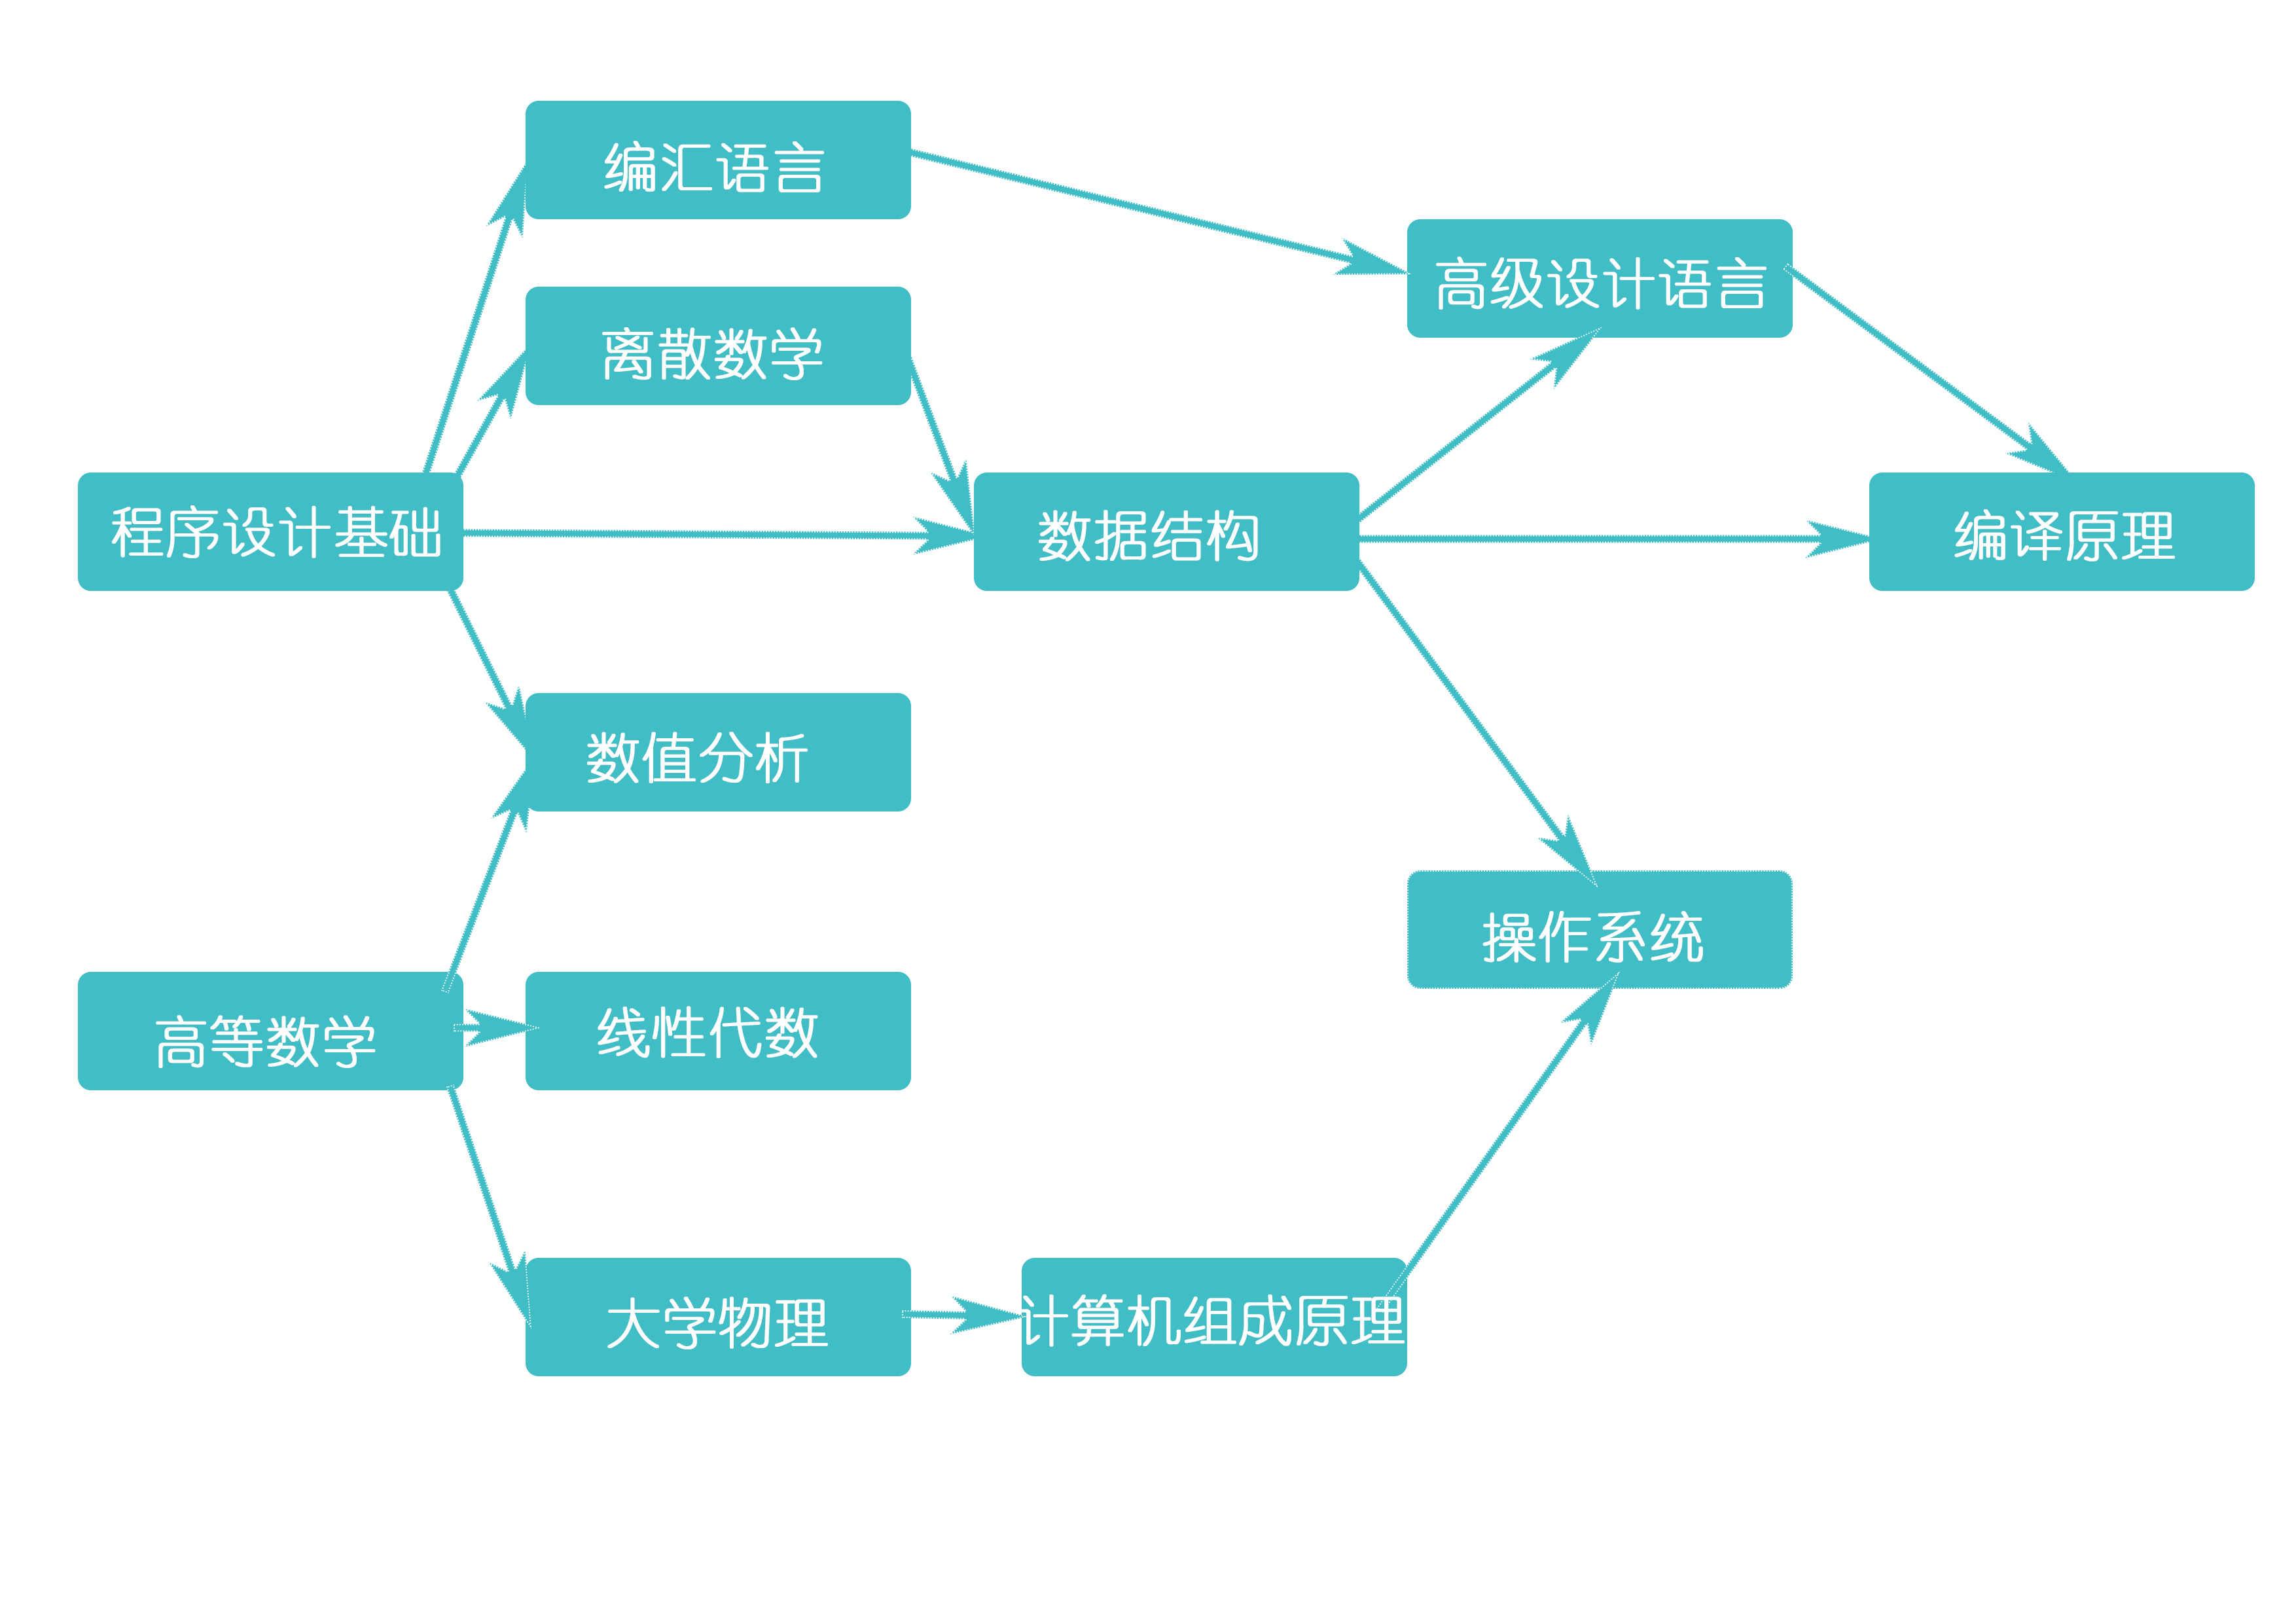 编汇语言
高级设计语言
离散数学
程序设计基础
数据结构
编译原理
数值分析
操作系统
高等数学
线性代数
大学物理
计算机组成原理